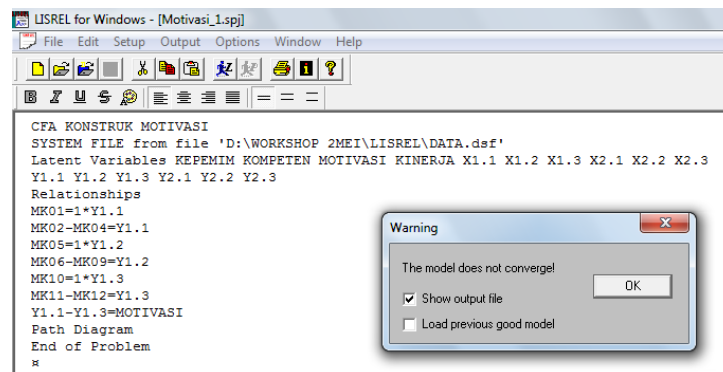 LISREL for Windows - [Motivasi_1.spj]
File Edit Setup Output Options Window Help
B I U S
CFA KONSTRUK MOTIVASI
SYSTEM FILE from file 'D:\WORKSHOP 2MEI\LISREL\DATA.dsf'
Latent Variables KEPEMIM KOMPETEN MOTIVASI KINERJA X1.1 X1.2 X1.3 X2.1 X2.2 X2.3
Y1.1 Y1.2 Y1.3 Y2.1 Y2.2 Y2.3
Relationships
MK01=1*Y1.1
MK02-MK04=Y1.1
MK05=1*Y1.2
MK06-MK09=Y1.2
MK10=1*Y1.3
MK11-MK12=Y1.3
Y1.1-Y1.3=MOTIVASI
Path Diagram
End of Problem
¤
Warning
The model does not converge!
OK
Show output file
Load previous good model